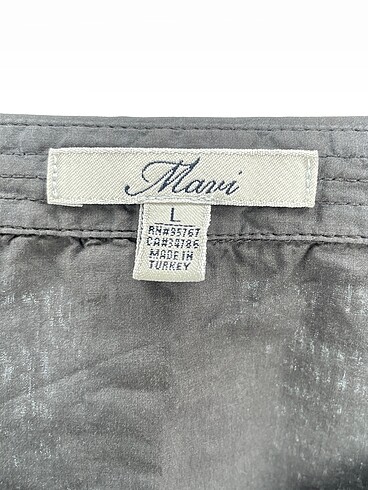 Mavi
L
RN#95767
CA#34786
MADE IN
TURKEY